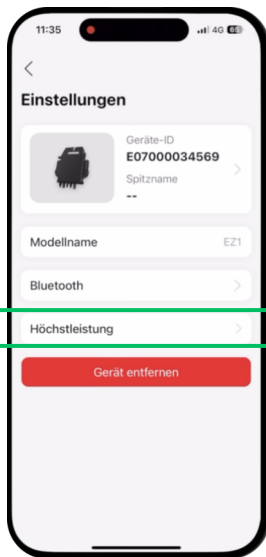 11:35
4G
Einstellungen
Geräte-ID
E07000034569
Spitzname
--
Modellname EZ1
Bluetooth
Höchstleistung
Gerät entfernen